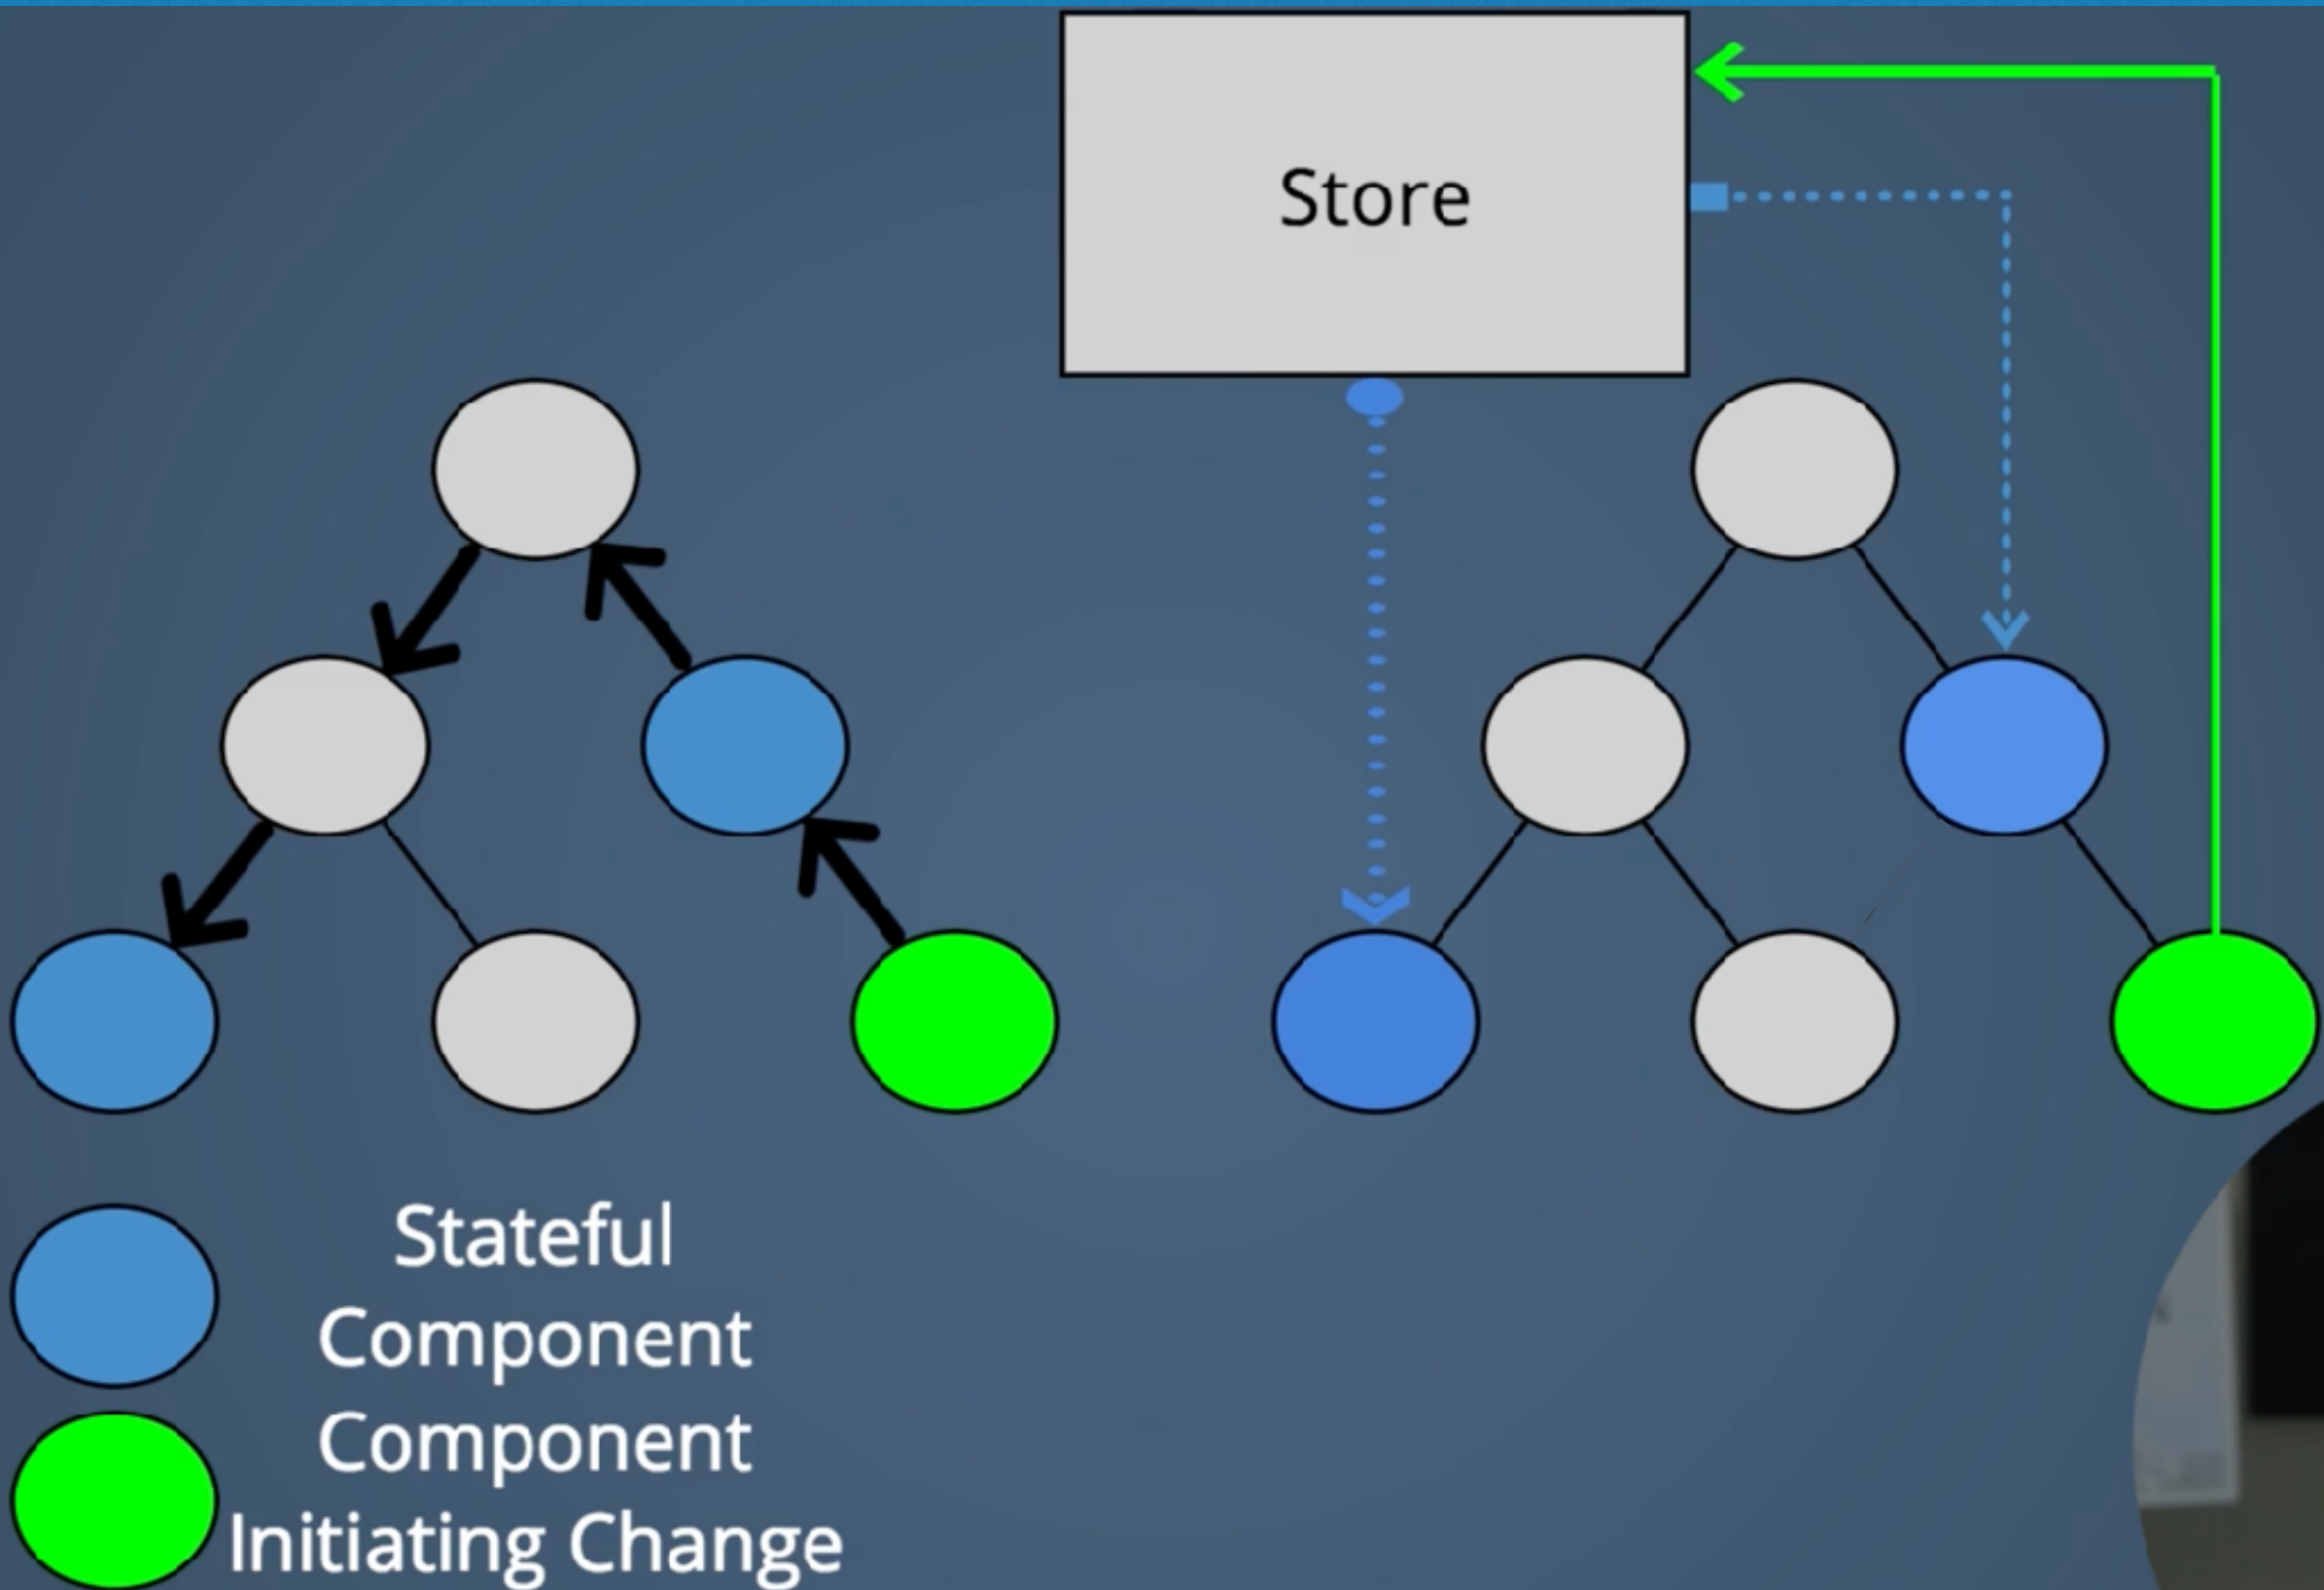 Store
Stateful
Component
Component
Initiating Change